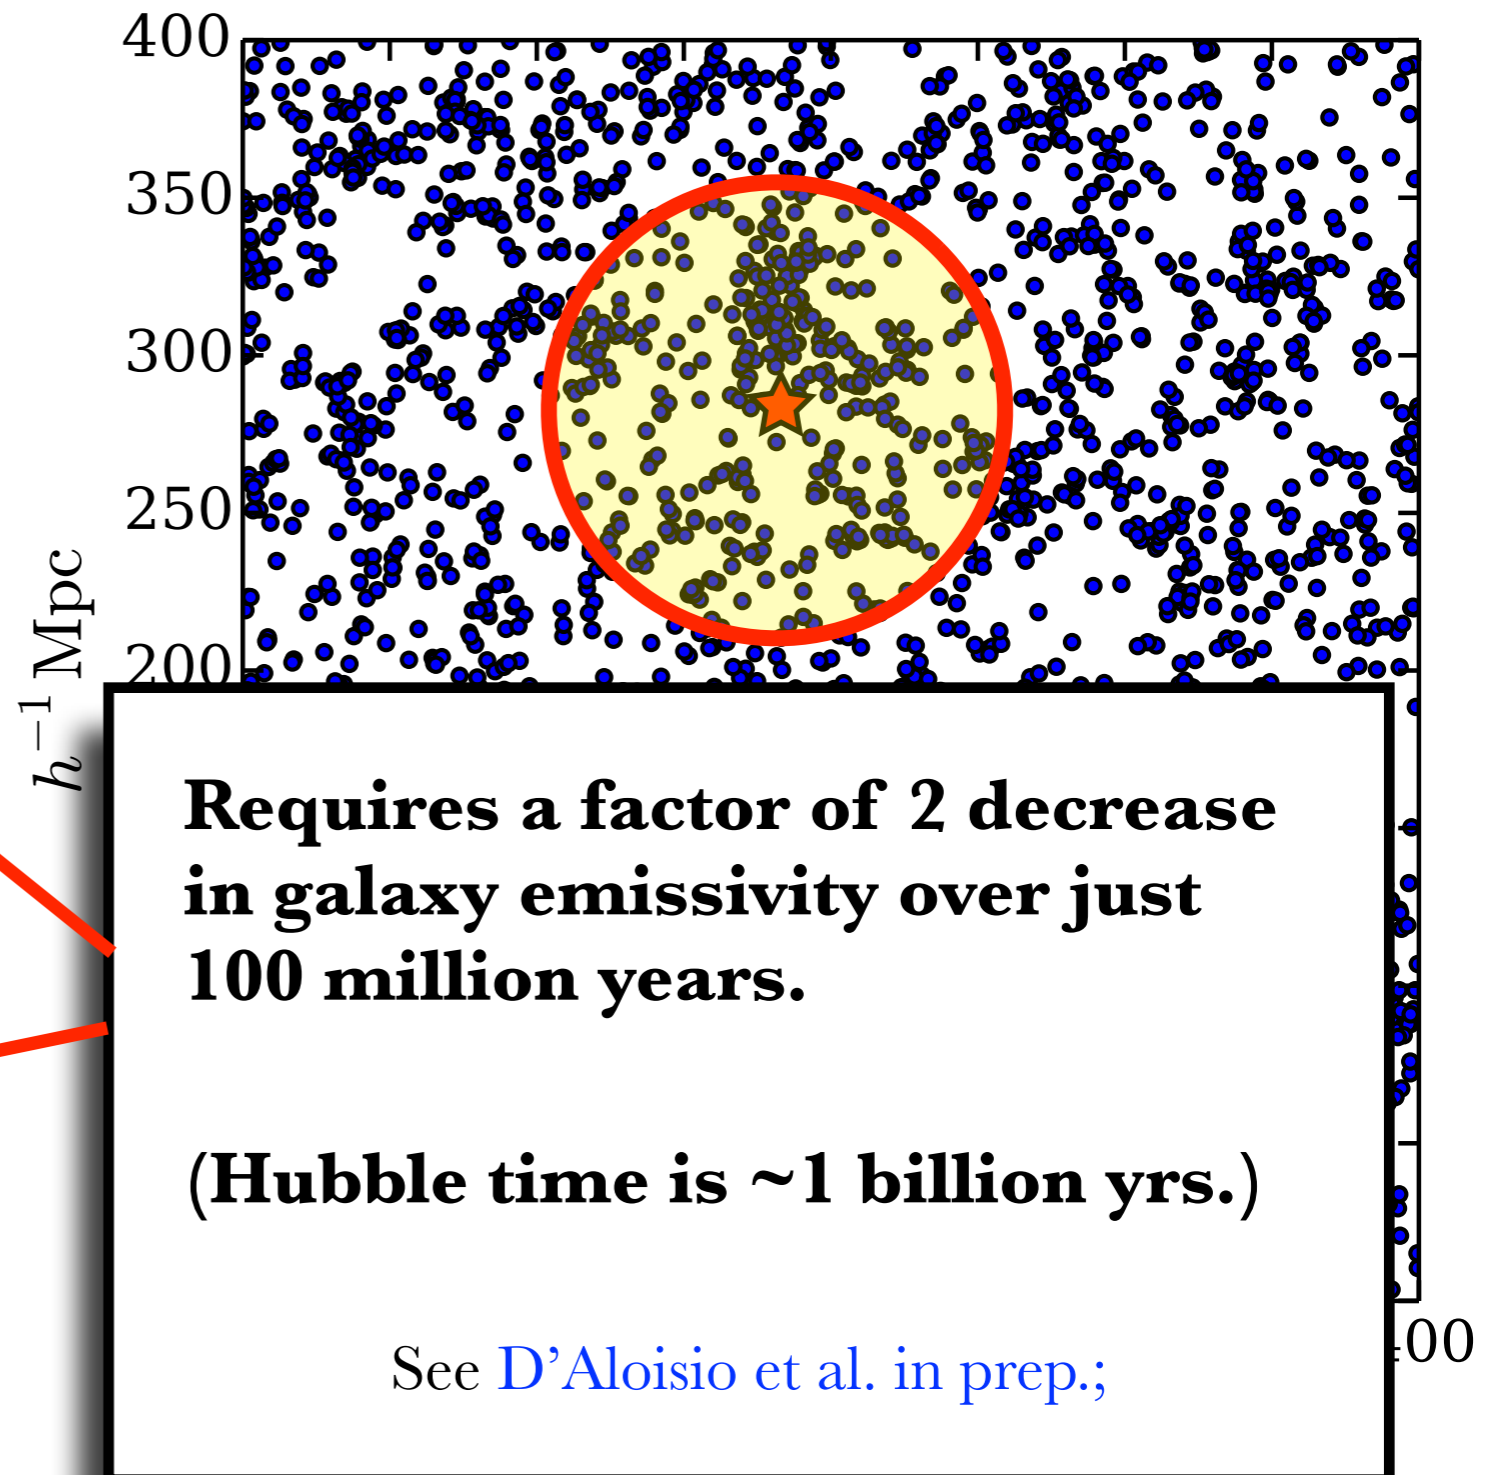 400
350
300
250
200
h⁻¹ Mpc
Requires a factor of 2 decrease
in galaxy emissivity over just
100 million years.
(Hubble time is ~1 billion yrs.)
See D’Aloisio et al. in prep.;
00